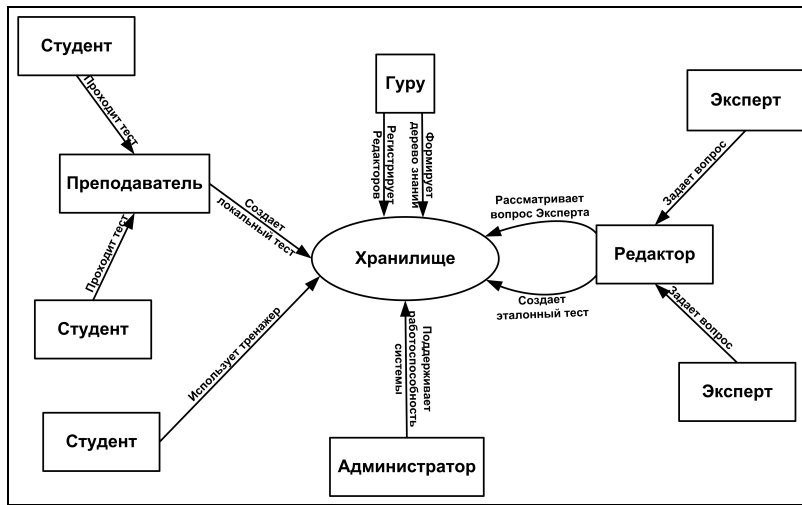 Студент
Проходит тест
Преподаватель
Проходит тест
Студент
Создает
локальный тест
Использует тренажер
Студент
Гуру
Регистрирует
Редакторов
Формирует
дерево знаний
Хранилище
Поддерживает
работоспособность
системы
Администратор
Рассматривает
вопрос Эксперта
Создает
эталонный тест
Редактор
Эксперт
Задает вопрос
Задает вопрос
Эксперт